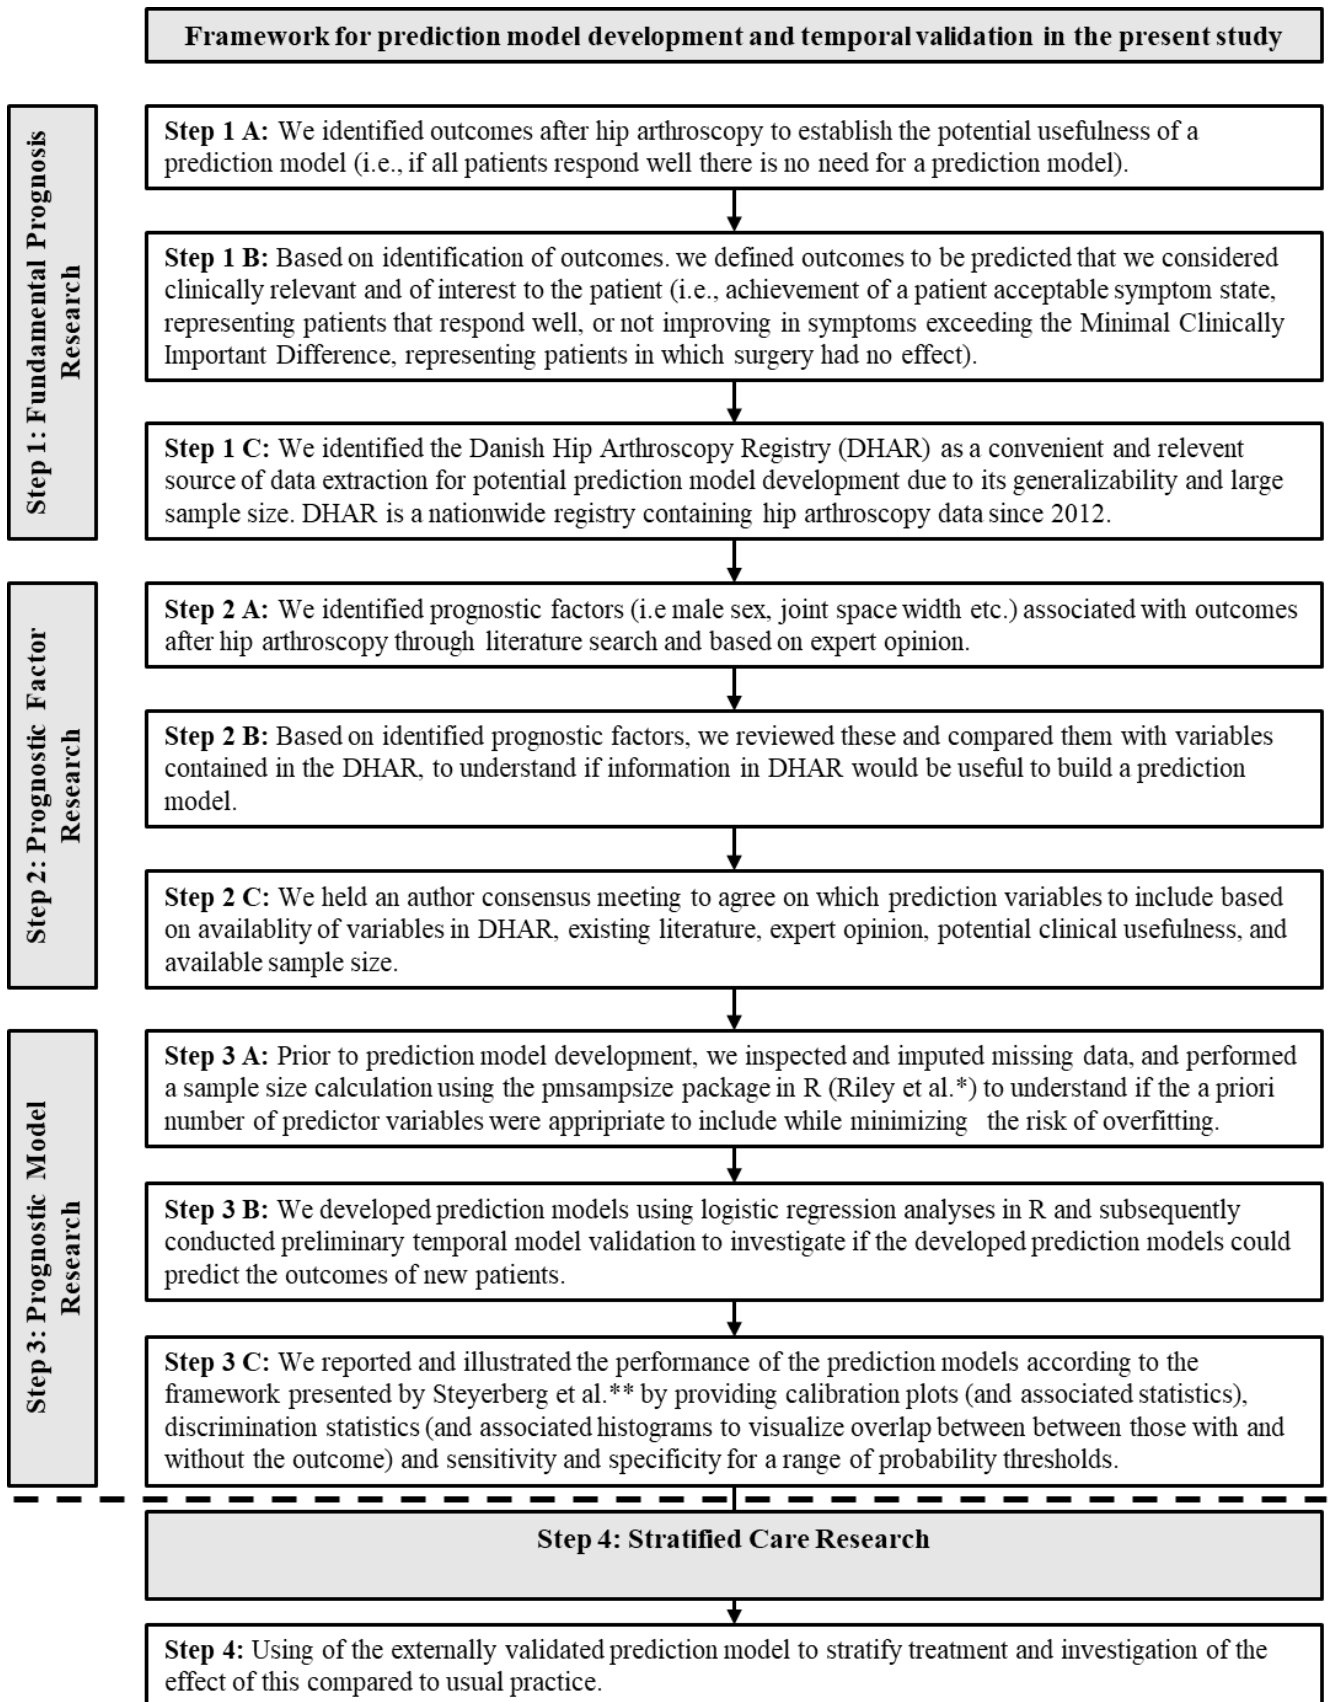 Framework for prediction model development and temporal validation in the present study
Step 1: Fundamental Prognosis
Research
Step 1 A: We identified outcomes after hip arthroscopy to establish the potential usefulness of a
prediction model (i.e., if all patients respond well there is no need for a prediction model).
Step 1 B: Based on identification of outcomes. we defined outcomes to be predicted that we considered
clinically relevant and of interest to the patient (i.e., achievement of a patient acceptable symptom state,
representing patients that respond well, or not improving in symptoms exceeding the Minimal Clinically
Important Difference, representing patients in which surgery had no effect).
Step 1 C: We identified the Danish Hip Arthroscopy Registry (DHAR) as a convenient and relevent
source of data extraction for potential prediction model development due to its generalizability and large
sample size. DHAR is a nationwide registry containing hip arthroscopy data since 2012.
Step 2: Prognostic Factor
Research
Step 2 A: We identified prognostic factors (i.e male sex, joint space width etc.) associated with outcomes
after hip arthroscopy through literature search and based on expert opinion.
Step 2 B: Based on identified prognostic factors, we reviewed these and compared them with variables
contained in the DHAR, to understand if information in DHAR would be useful to build a prediction
model.
Step 2 C: We held an author consensus meeting to agree on which prediction variables to include based
on availablity of variables in DHAR, existing literature, expert opinion, potential clinical usefulness, and
available sample size.
Step 3: Prognostic Model
Research
Step 3 A: Prior to prediction model development, we inspected and imputed missing data, and performed
a sample size calculation using the pmsampsize package in R (Riley et al.*) to understand if the a priori
number of predictor variables were appripriate to include while minimizing the risk of overfitting.
Step 3 B: We developed prediction models using logistic regression analyses in R and subsequently
conducted preliminary temporal model validation to investigate if the developed prediction models could
predict the outcomes of new patients.
Step 3 C: We reported and illustrated the performance of the prediction models according to the
framework presented by Steyerberg et al.** by providing calibration plots (and associated statistics),
discrimination statistics (and associated histograms to visualize overlap between between those with and
without the outcome) and sensitivity and specificity for a range of probability thresholds.
Step 4: Stratified Care Research
Step 4: Using of the externally validated prediction model to stratify treatment and investigation of the
effect of this compared to usual practice.